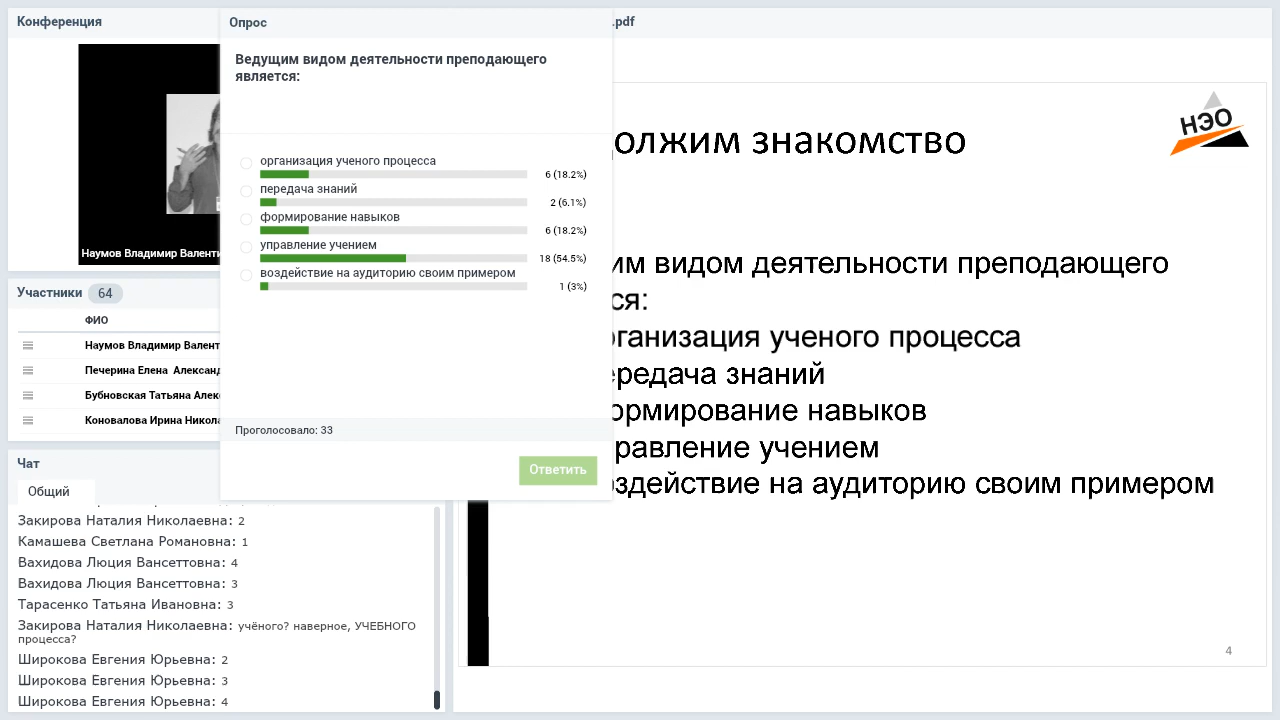 Конференция
Наумов Владимир Валенти
Участники 64
ФИО
Наумов Владимир Валент
Печерина Елена Александ
Бубновская Татьяна Алек
Коновалова Ирина Никола
Чат
Общий
Закирова Наталия Николаевна: 2
Камашева Светлана Романовна: 1
Вахидова Люция Вансеттовна: 4
Вахидова Люция Вансеттовна: 3
Тарасенко Татьяна Ивановна: 3
Закирова Наталия Николаевна: учёного? наверное, УЧЕБНОГО
процесса?
Широкова Евгения Юрьевна: 2
Широкова Евгения Юрьевна: 3
Широкова Евгения Юрьевна: 4
Опрос
Ведущим видом деятельности преподающего
является:
организация ученого процесса
6 (18.2%)
передача знаний
2 (6.1%)
формирование навыков
6 (18.2%)
управление учением
18 (54.5%)
воздействие на аудиторию своим примером
1 (3%)
Проголосовало: 33
Ответить
.pdf
НЭО
олжим знакомство
им видом деятельности преподающего
ся:
рганизация ученого процесса
ередача знаний
ормирование навыков
правление учением
оздействие на аудиторию своим примером
4